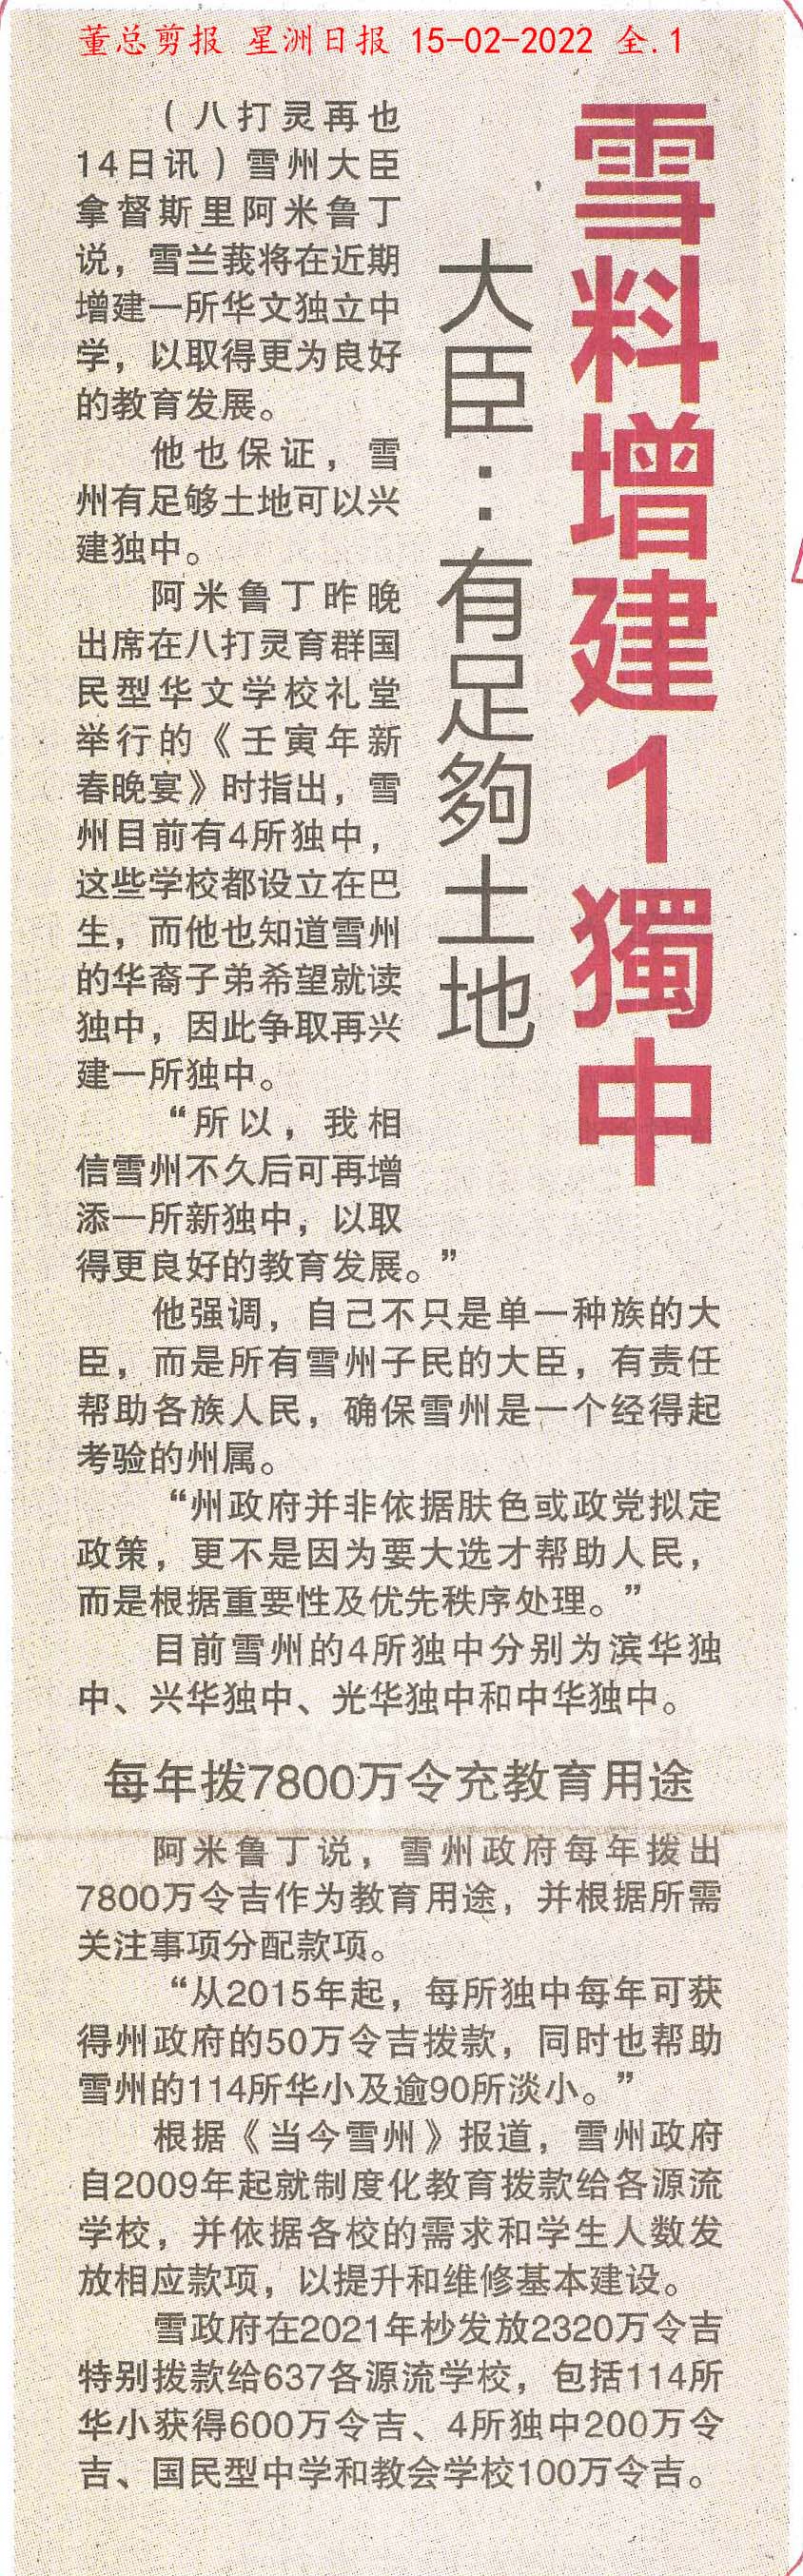 董总剪报 星洲日报 15-02-2022 全.1
雪料增建1獨中
大臣：有足夠土地
（八打灵再也
14日讯）雪州大臣
拿督斯里阿米鲁丁
说，雪兰莪将在近期
增建一所华文独立中
学，以取得更为良好
的教育发展。
他也保证，雪
州有足够土地可以兴
建独中。
阿米鲁丁昨晚
出席在八打灵育群国
民型华文学校礼堂
举行的《壬寅年新
春晚宴》时指出，雪
州目前有4所独中，
这些学校都设立在巴
生，而他也知道雪州
的华裔子弟希望就读
独中，因此争取再兴
建一所独中。
“所以，我相
信雪州不久后可再增
添一所新独中，以取
得更良好的教育发展。”
他强调，自己不只是单一种族的大
臣，而是所有雪州子民的大臣，有责任
帮助各族人民，确保雪州是一个经得起
考验的州属。
“州政府并非依据肤色或政党拟定
政策，更不是因为要大选才帮助人民，
而是根据重要性及优先秩序处理。”
目前雪州的4所独中分别为滨华独
中、兴华独中、光华独中和中华独中。
每年拨7800万令充教育用途
阿米鲁丁说，雪州政府每年拨出
7800万令吉作为教育用途，并根据所需
关注事项分配款项。
“从2015年起，每所独中每年可获
得州政府的50万令吉拨款，同时也帮助
雪州的114所华小及逾90所淡小。”
根据《当今雪州》报道，雪州政府
自2009年起就制度化教育拨款给各源流
学校，并依据各校的需求和学生人数发
放相应款项，以提升和维修基本建设。
雪政府在2021年杪发放2320万令吉
特别拨款给637各源流学校，包括114所
华小获得600万令吉、4所独中200万令
吉、国民型中学和教会学校100万令吉。